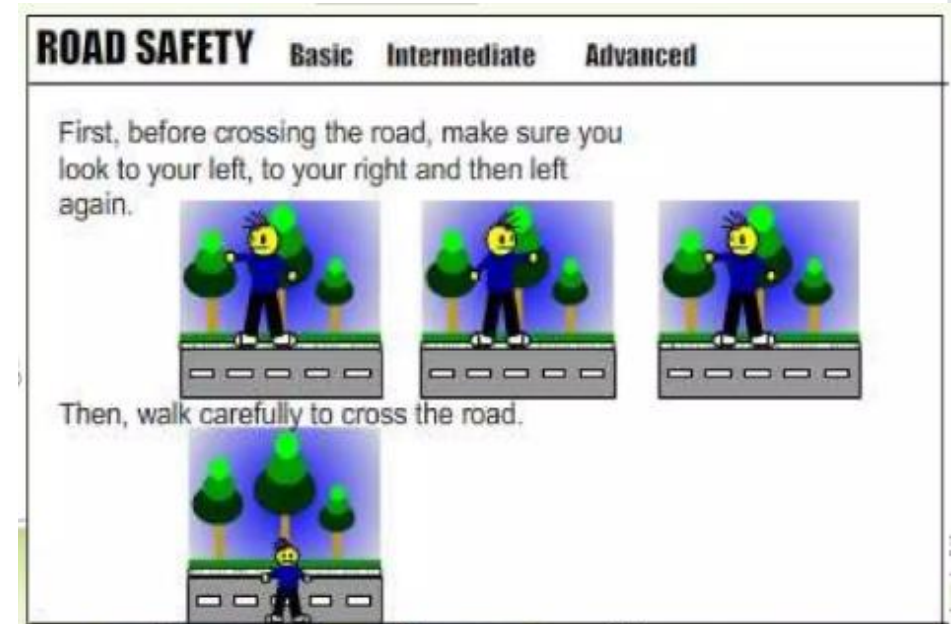 ROAD SAFETY Basic Intermediate Advanced
First, before crossing the road, make sure you
look to your left, to your right and then left
again.
Then, walk carefully to cross the road.